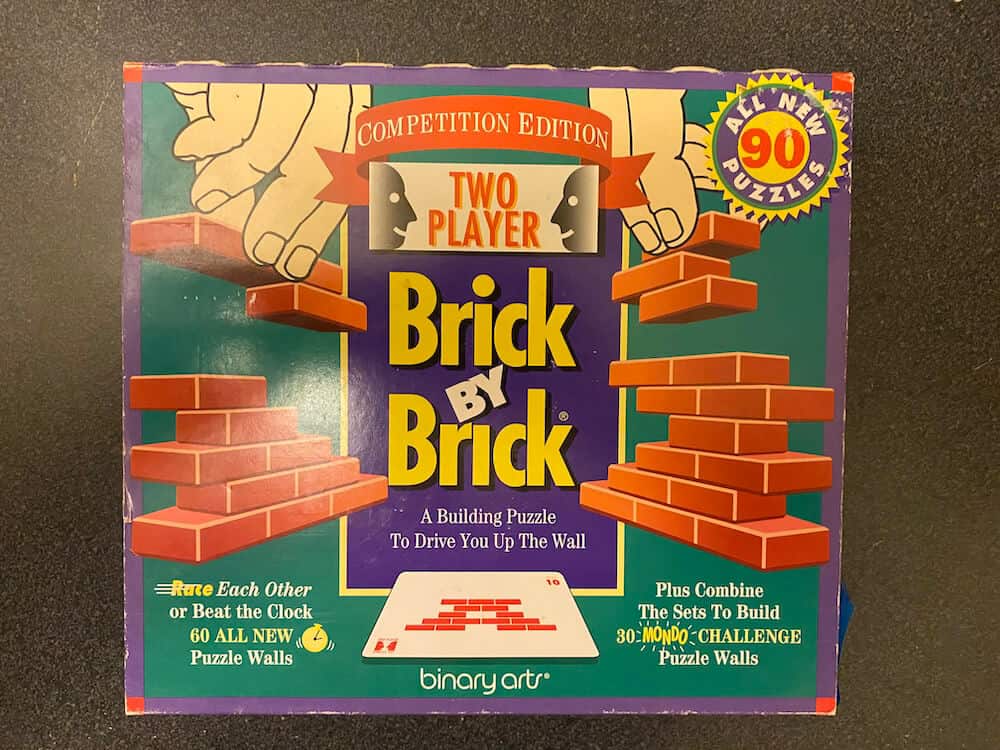 COMPETITION EDITION
ALL NEW
90
PUZZLES
TWO
PLAYER
Brick
BY
Brick®
A Building Puzzle
To Drive You Up The Wall
Race Each Other
or Beat the Clock
60 ALL NEW
Puzzle Walls
10
Plus Combine
The Sets To Build
30 MONDO CHALLENGE
Puzzle Walls
binary arts®